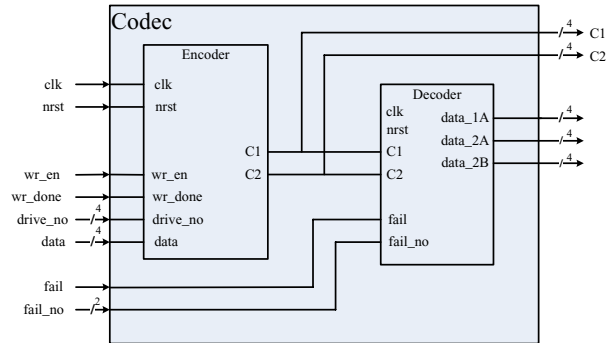 Codec
Encoder
clk
nrst
wr_en
wr_done
drive_no
data
fail
fail_no
4
4
2
clk
nrst
wr_en
wr_done
drive_no
data
C1
C2
Decoder
clk
nrst
C1
C2
fail
fail_no
data_1A
data_2A
data_2B
4
C1
4
C2
4
4
4